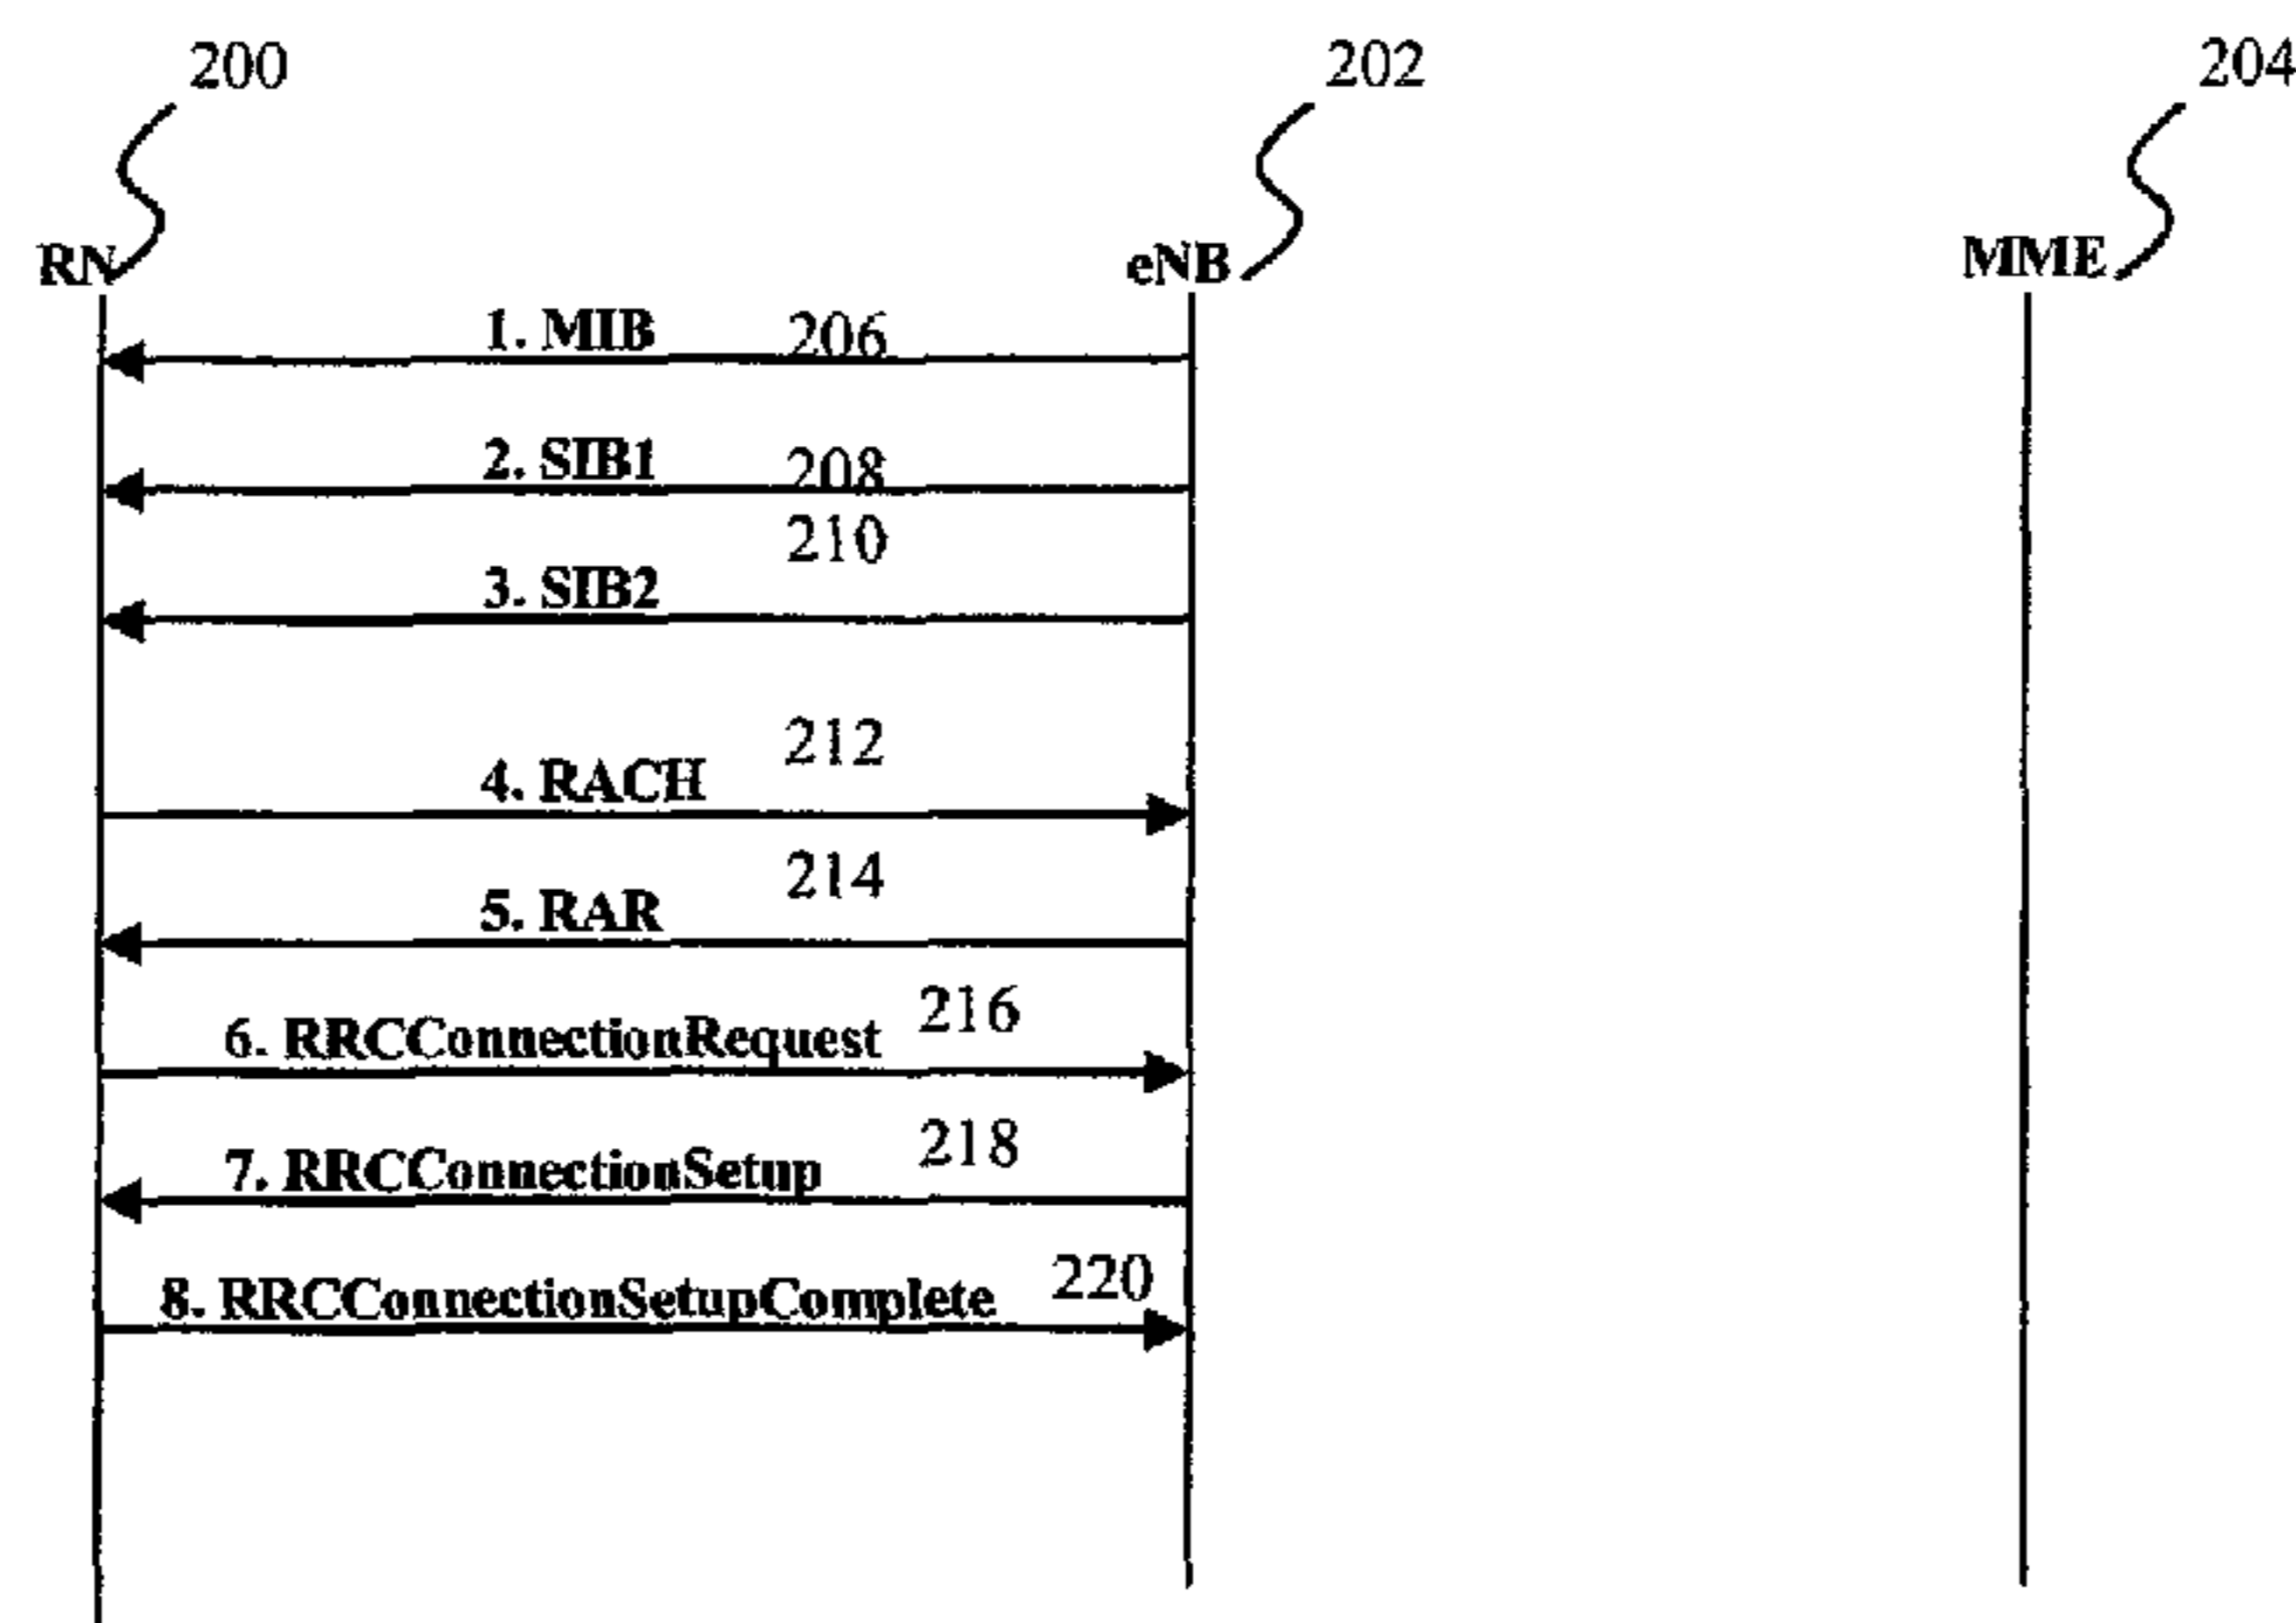 200 202 204
RN eNB MME
1. MIB 206
2. SIB1 208
210
3. SIB2
212
4. RACH
214
5. RAR
216
6. RRCConnectionRequest
218
7. RRCConnectionSetup
220
8. RRCConnectionSetupComplete